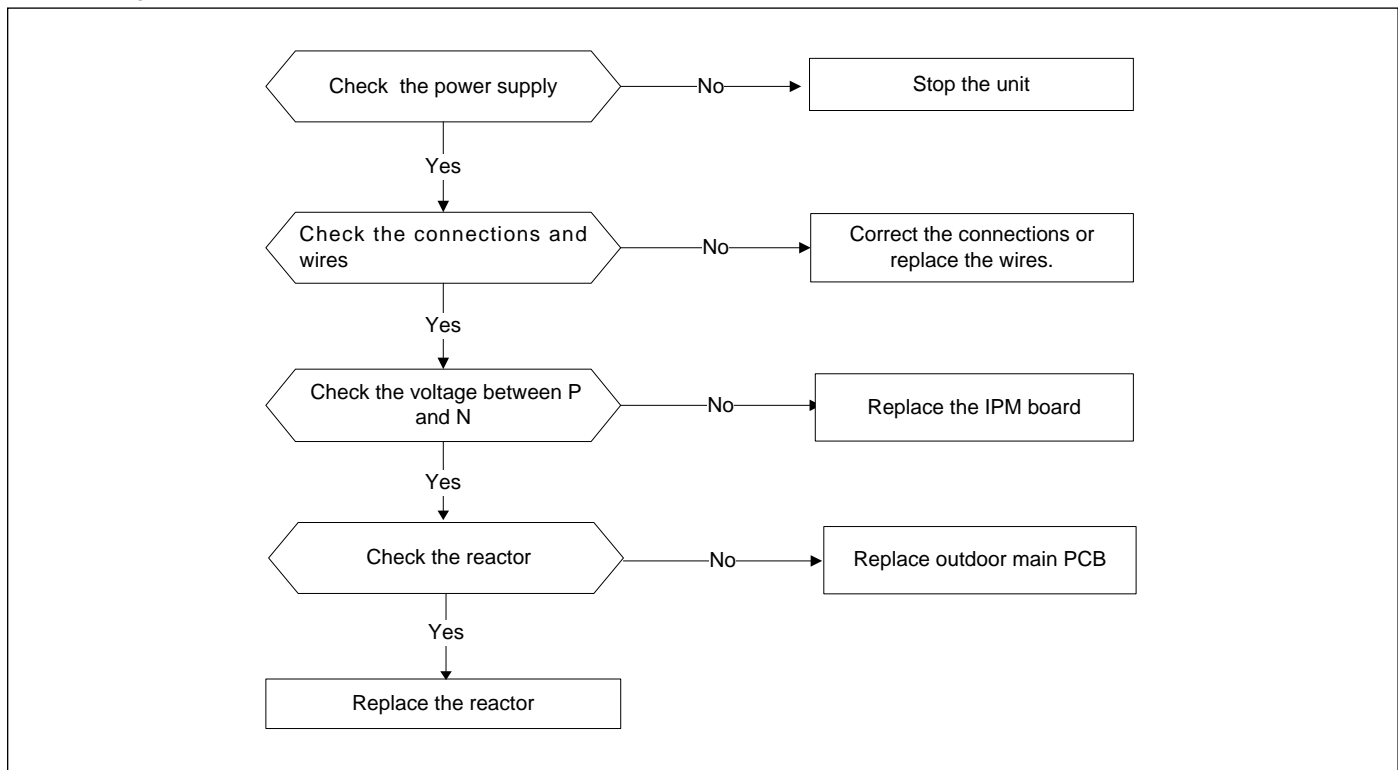 Check the power supply
No
Stop the unit
Yes
Check the connections and
wires
No
Correct the connections or
replace the wires.
Yes
Check the voltage between P
and N
No
Replace the IPM board
Yes
Check the reactor
No
Replace outdoor main PCB
Yes
Replace the reactor